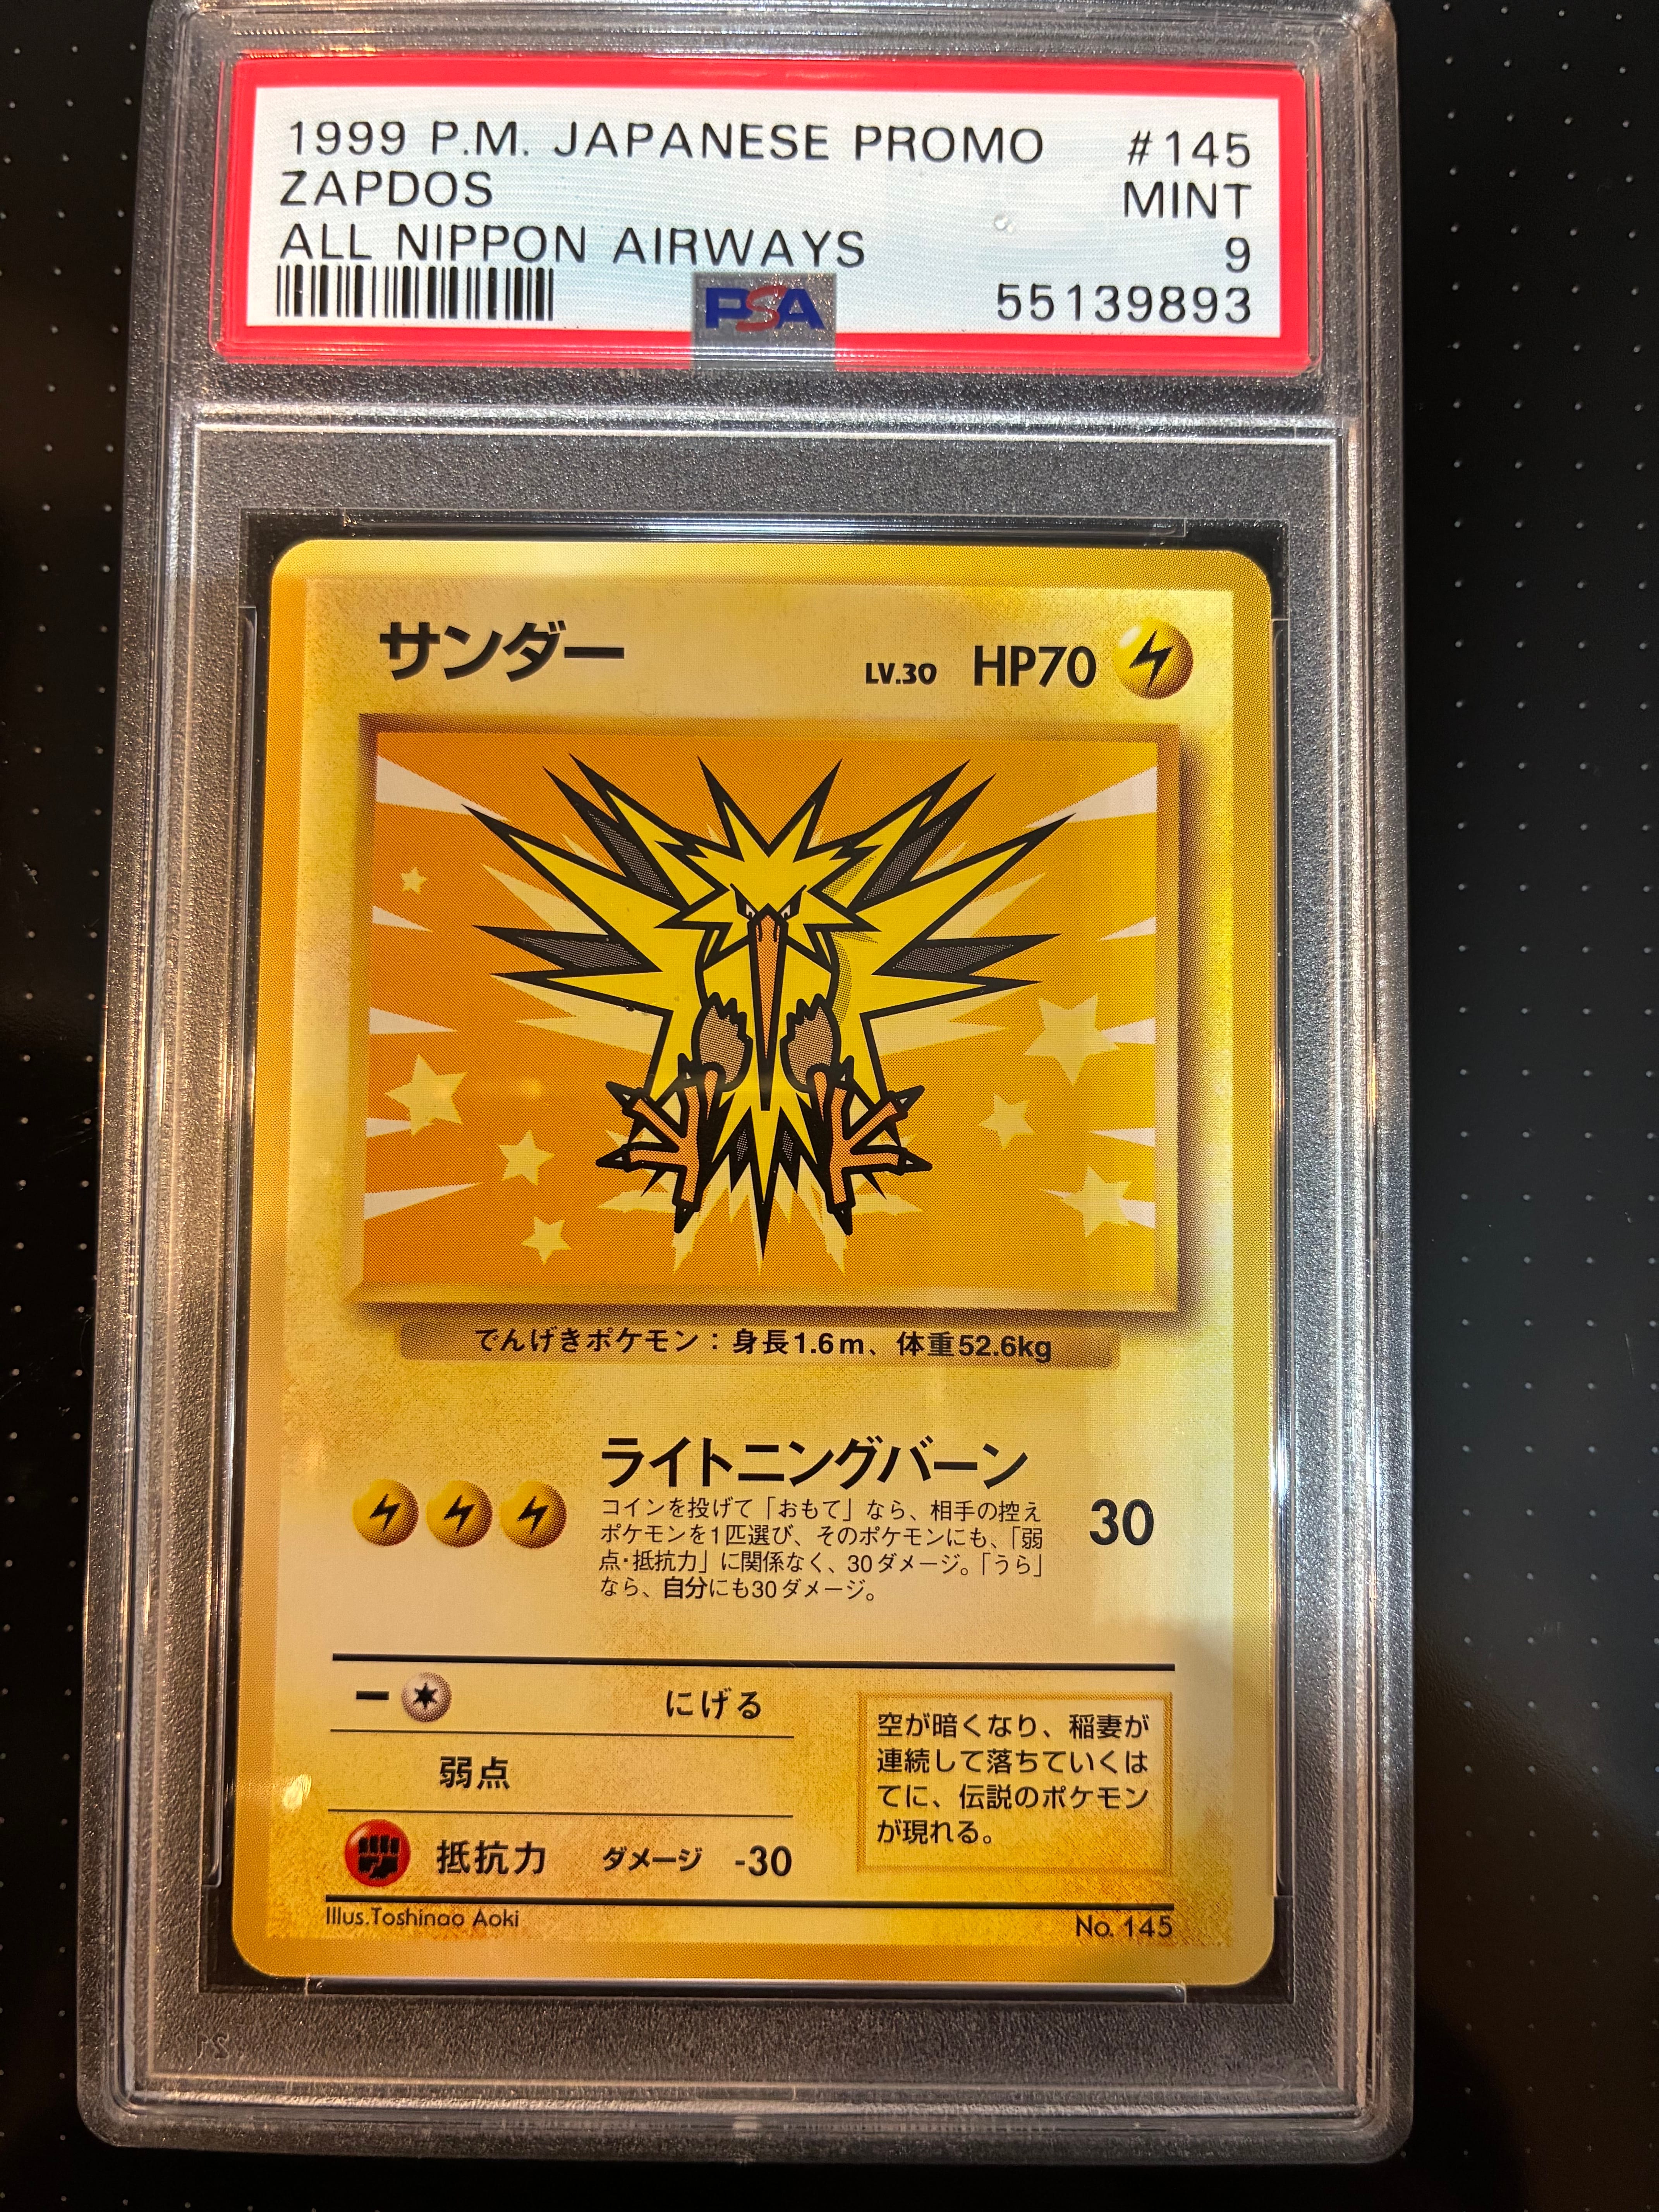 1999 P.M. JAPANESE PROMO #145
ZAPDOS MINT
ALL NIPPON AIRWAYS 9
PSA 55139893
サンダー LV.30 HP70
でんげきポケモン：身長1.6m、体重52.6kg
ライトニングバーン
コインを投げて「おもて」なら、相手の控え
ポケモンを1匹選び、そのポケモンにも、「弱
点・抵抗力」に関係なく、30ダメージ。「うら」
なら、自分にも30ダメージ。
30
にげる
弱点
抵抗力 ダメージ -30
空が暗くなり、稲妻が
連続して落ちていくは
てに、伝説のポケモン
が現れる。
Illus.Toshinao Aoki No. 145
21